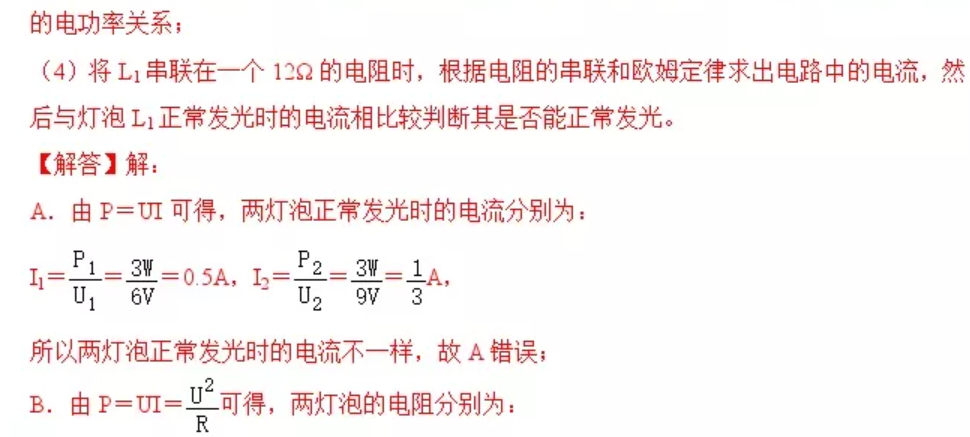 的电功率关系；
（4）将 L₁ 串联在一个 12Ω 的电阻时，根据电阻的串联和欧姆定律求出电路中的电流，然
后与灯泡 L₁ 正常发光时的电流相比较判断其是否能正常发光。
【解答】解：
A．由 P＝UI 可得，两灯泡正常发光时的电流分别为：
I₁＝P₁/U₁＝3W/6V＝0.5A，I₂＝P₂/U₂＝3W/9V＝1/3A，
所以两灯泡正常发光时的电流不一样，故 A 错误；
B．由 P＝UI＝U²/R可得，两灯泡的电阻分别为：